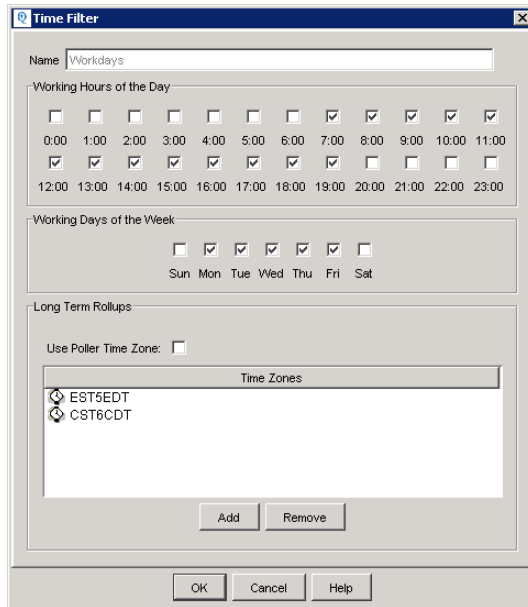 Time Filter
Name Workdays
Working Hours of the Day
0:00 1:00 2:00 3:00 4:00 5:00 6:00 7:00 8:00 9:00 10:00 11:00
12:00 13:00 14:00 15:00 16:00 17:00 18:00 19:00 20:00 21:00 22:00 23:00
Working Days of the Week
Sun Mon Tue Wed Thu Fri Sat
Long Term Rollups
Use Poller Time Zone:
Time Zones
EST5EDT
CST6CDT
Add Remove
OK Cancel Help